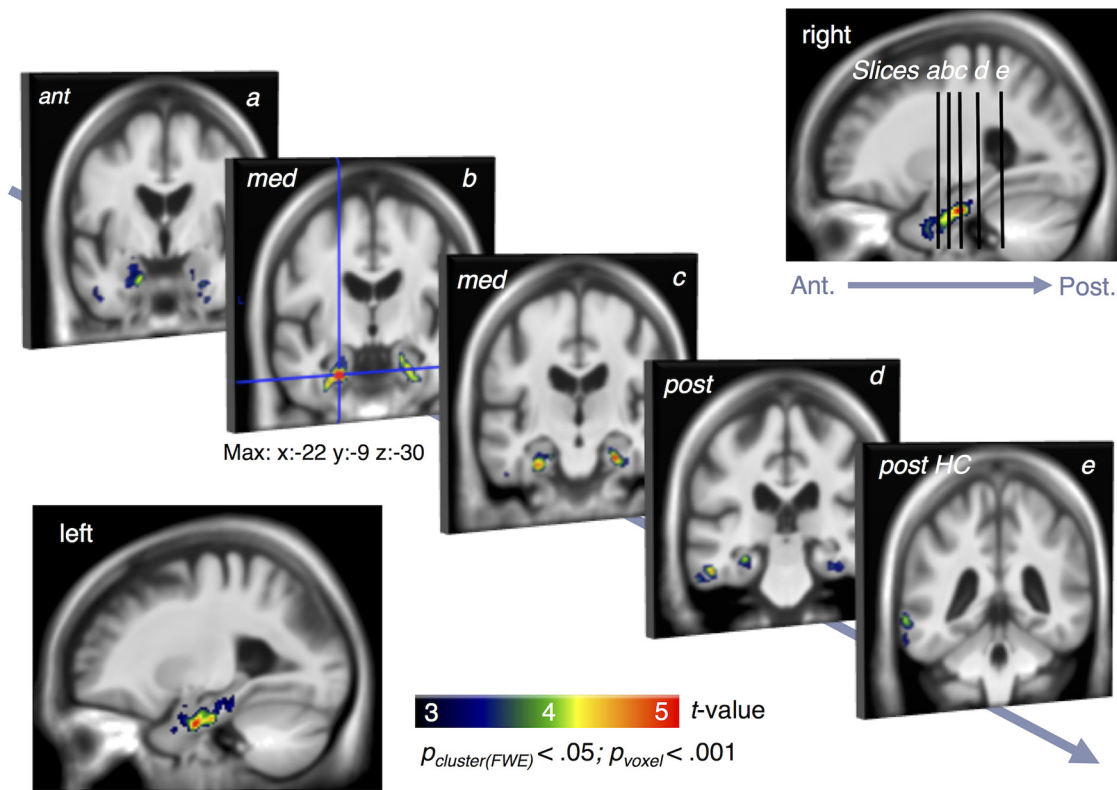 right
Slices abc d e
Ant.
Post.
ant
a
med
b
Max: x:-22 y:-9 z:-30
med
c
post
d
post HC
e
left
3 4 5 t-value
pcluster(FWE) < .05; pvoxel < .001